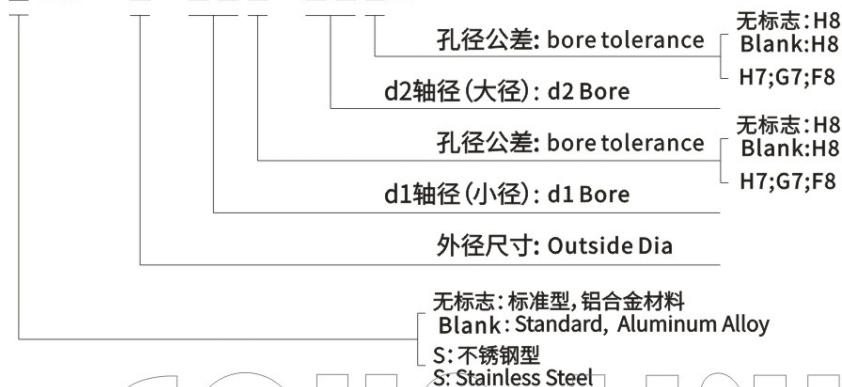 孔径公差: bore tolerance
无标志:H8
Blank:H8
H7;G7;F8
d2轴径(大径): d2 Bore
孔径公差: bore tolerance
无标志:H8
Blank:H8
H7;G7;F8
d1轴径(小径): d1 Bore
外径尺寸: Outside Dia
无标志:标准型,铝合金材料
Blank: Standard, Aluminum Alloy
S:不锈钢型
S: Stainless Steel